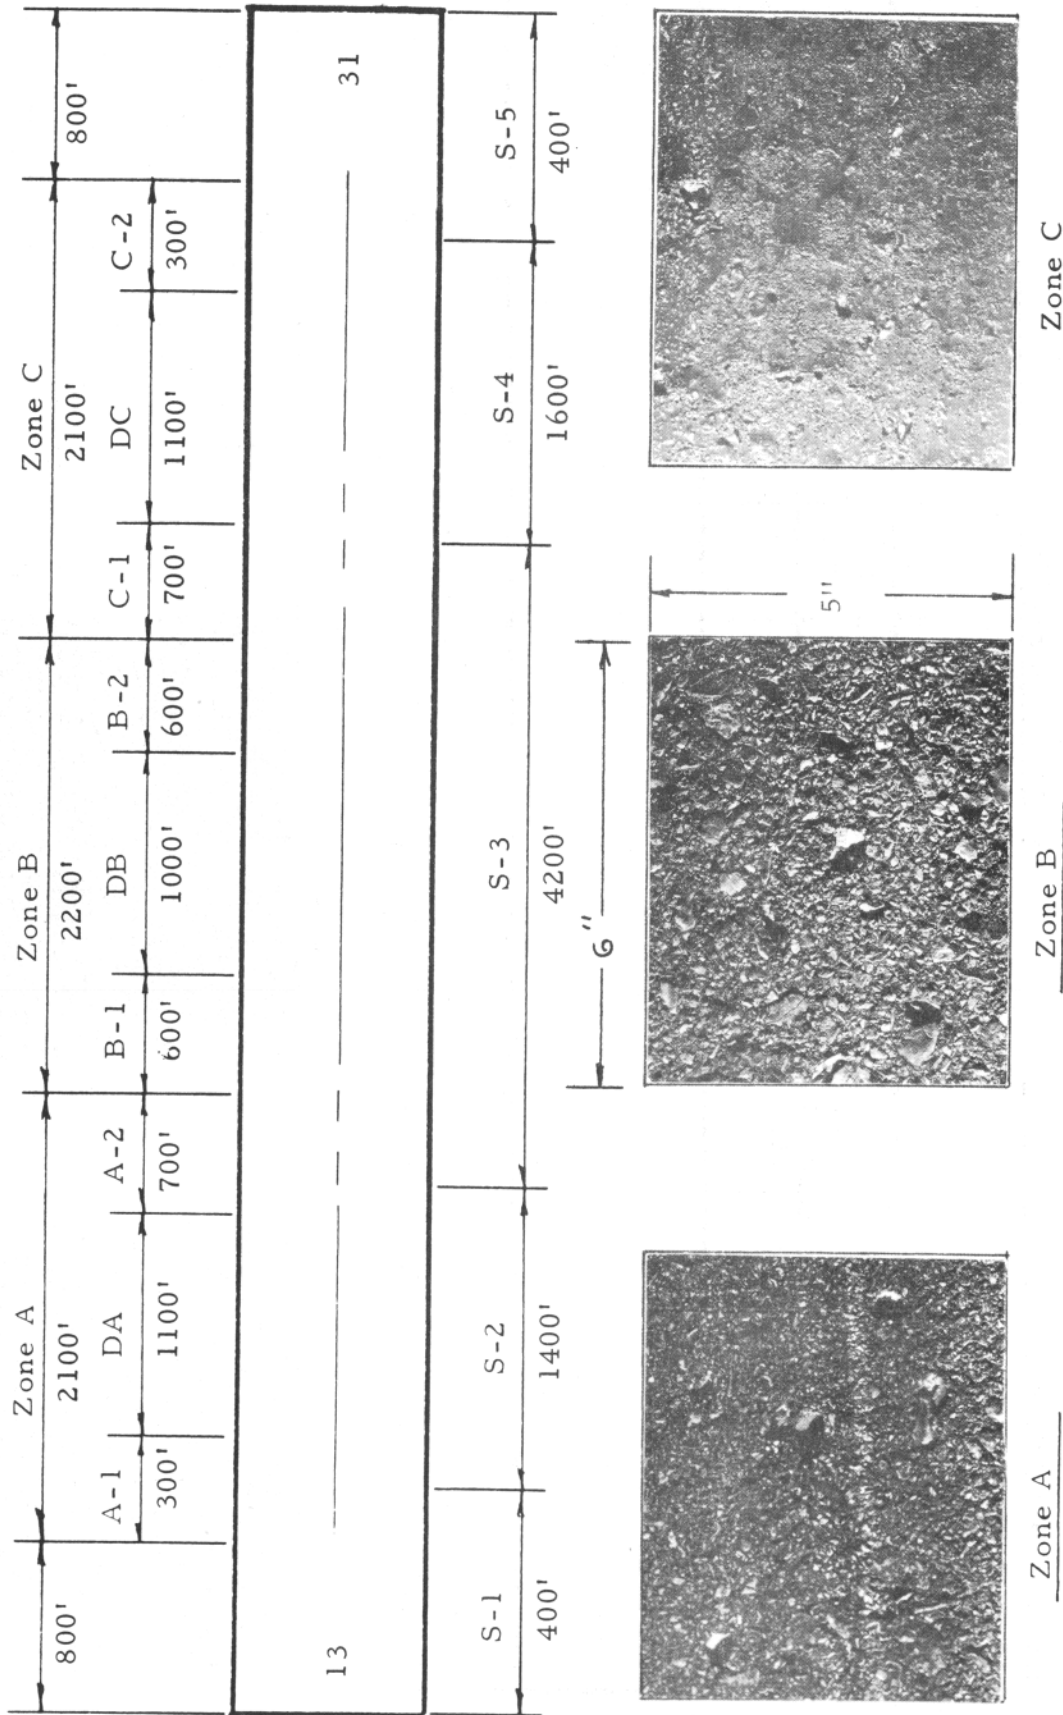 800'
Zone A
2100'
Zone B
2200'
Zone C
2100'
800'
A-1
300'
DA
1100'
A-2
700'
B-1
600'
DB
1000'
B-2
600'
C-1
700'
DC
1100'
C-2
300'
13
31
S-1
400'
S-2
1400'
S-3
4200'
S-4
1600'
S-5
400'
6"
5"
Zone A
Zone B
Zone C